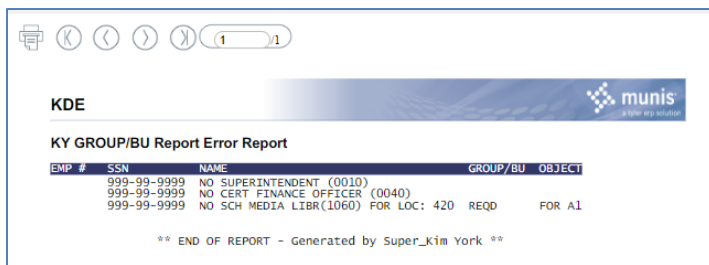 1 /1
KDE
munis
a tyler erp solution
KY GROUP/BU Report Error Report
EMP # SSN NAME GROUP/BU OBJECT
999-99-9999 NO SUPERINTENDENT (0010)
999-99-9999 NO CERT FINANCE OFFICER (0040)
999-99-9999 NO SCH MEDIA LIBR(1060) FOR LOC: 420 REQD FOR A1
** END OF REPORT - Generated by Super_Kim York **